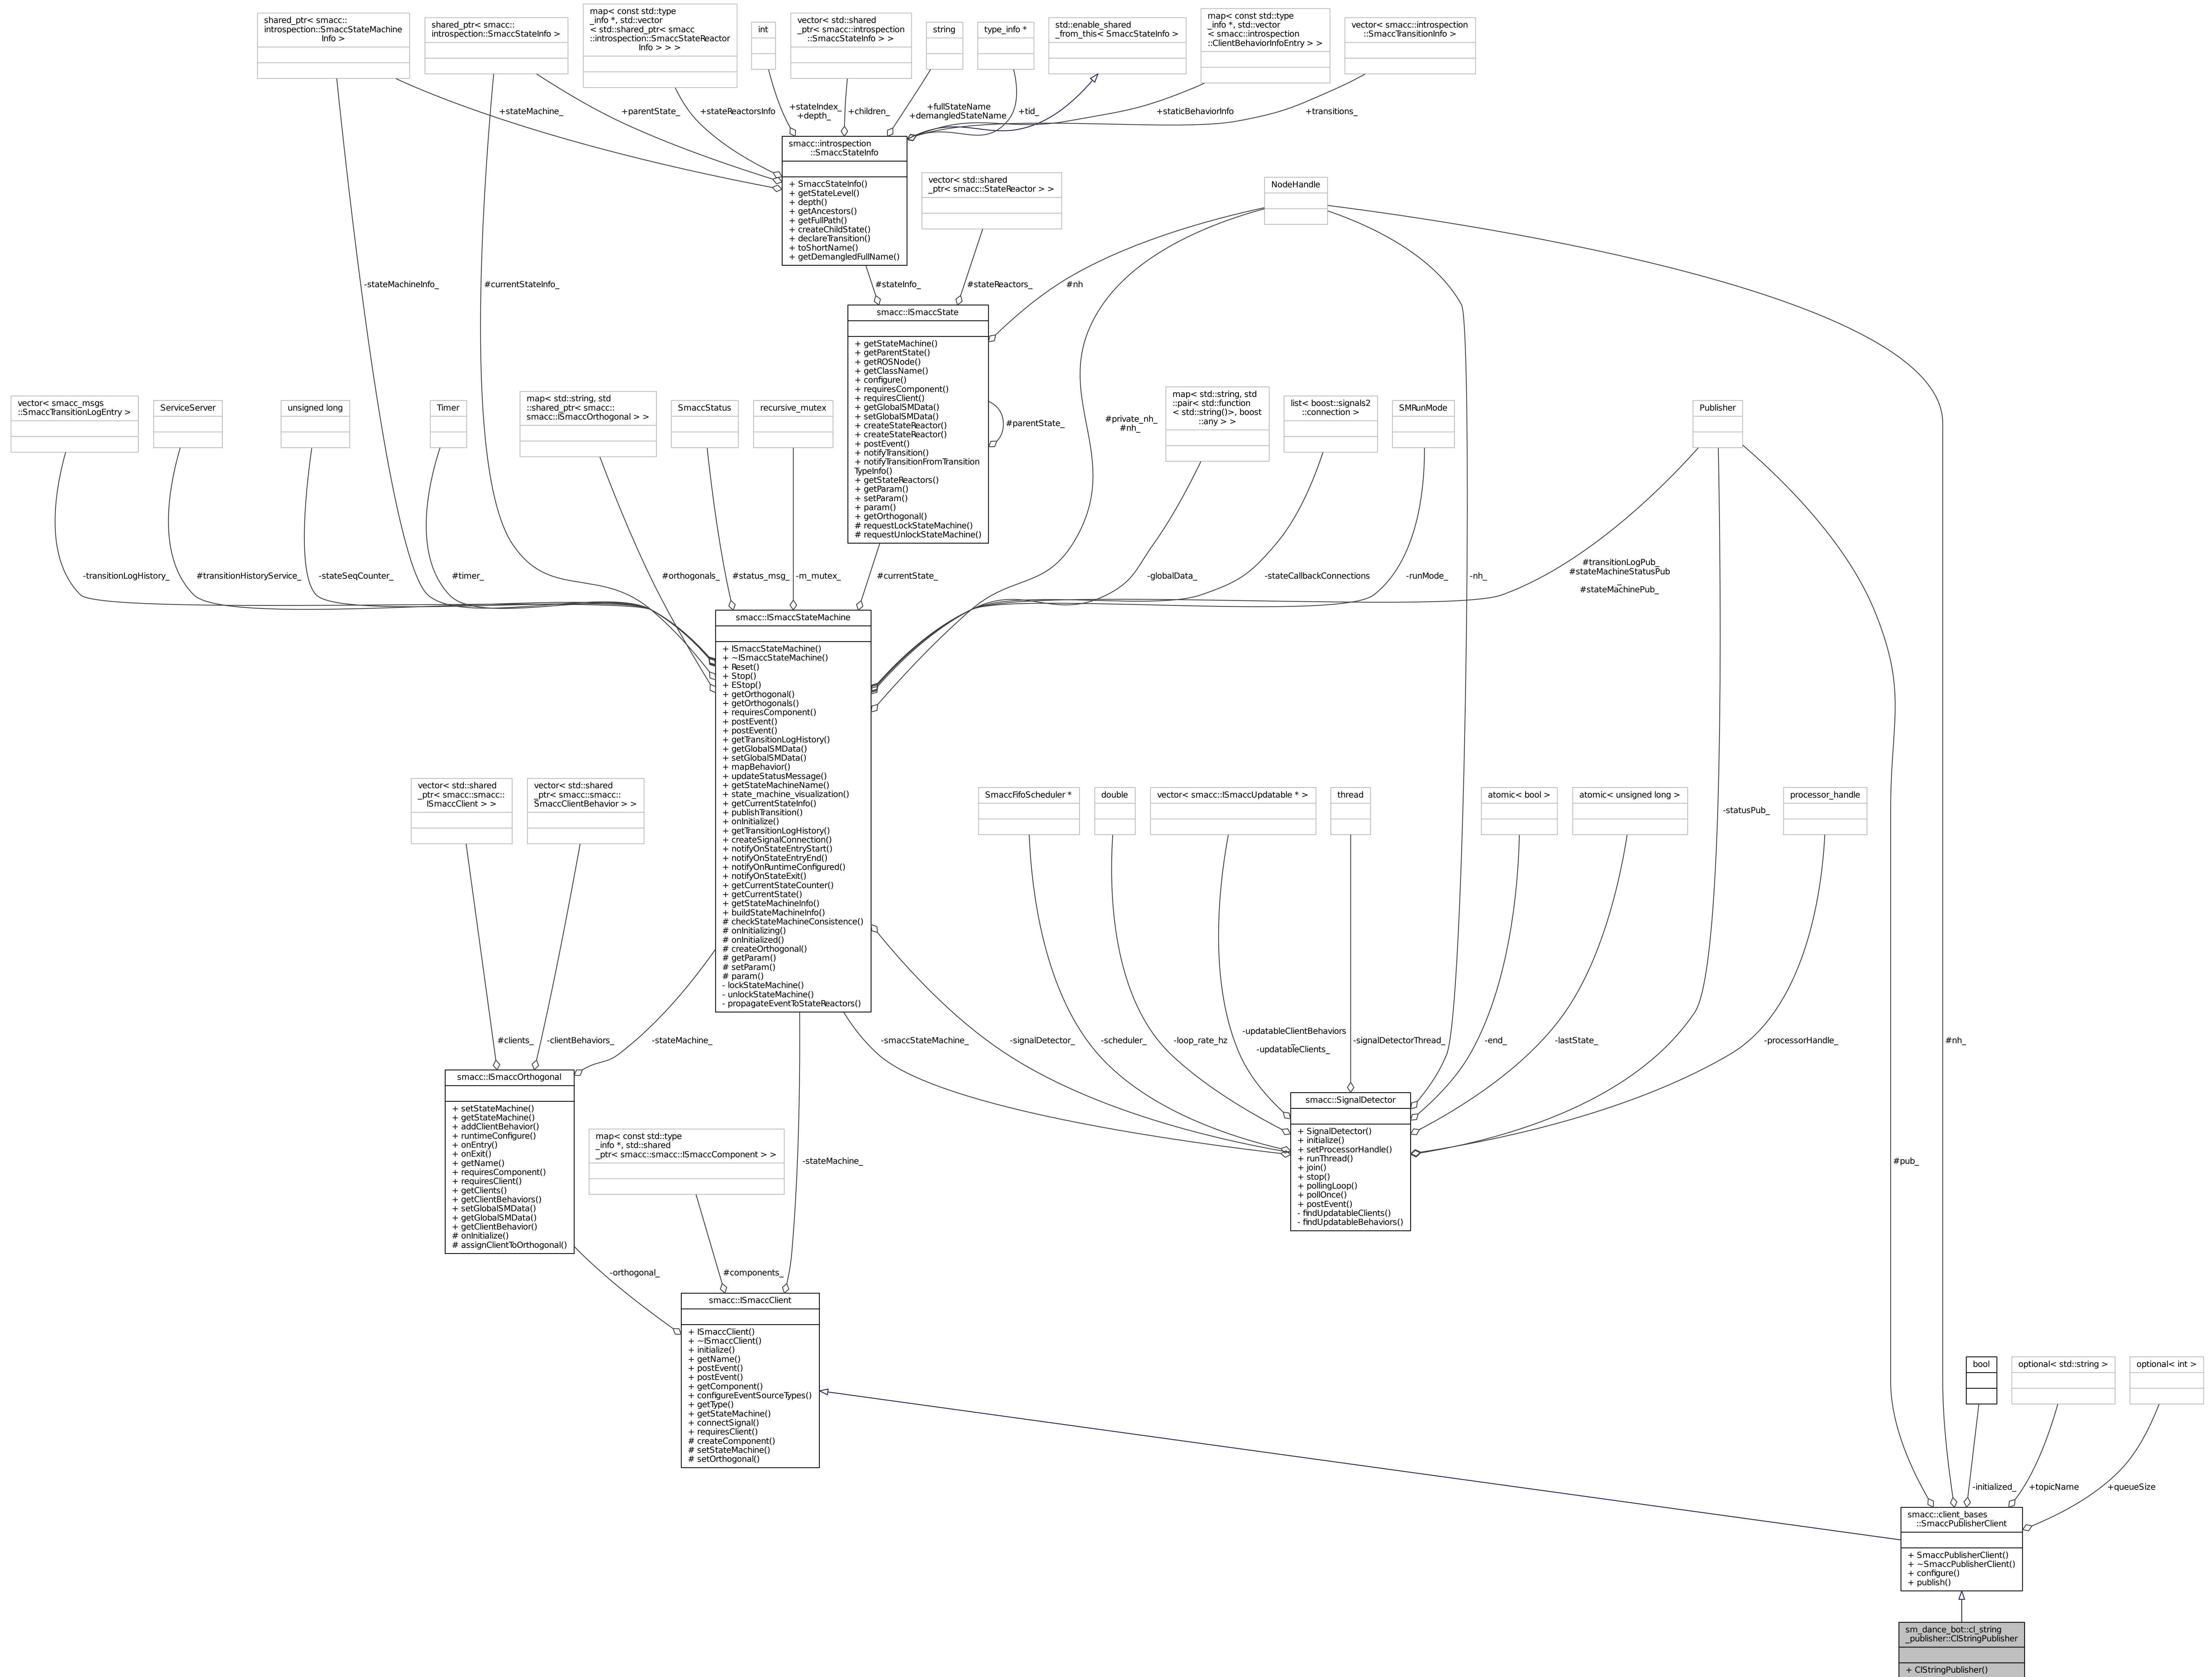 shared_ptr< smacc::
introspection::SmaccStateMachine
Info >
shared_ptr< smacc::
introspection::SmaccStateInfo >
map< const std::type
_info *, std::vector
< std::shared_ptr< smacc
::introspection::SmaccStateReactor
Info > > >
int
vector< std::shared
_ptr< smacc::introspection
::SmaccStateInfo > >
string
type_info *
std::enable_shared
_from_this< SmaccStateInfo >
map< const std::type
_info *, std::vector
< smacc::introspection
::ClientBehaviorInfoEntry > >
vector< smacc::introspection
::SmaccTransitionInfo >
+stateMachine_
+parentState_
+stateReactorsInfo
+stateIndex_
+depth_
+children_
+fullStateName
+demangledStateName
+tid_
+staticBehaviorInfo
+transitions_
smacc::introspection
::SmaccStateInfo
+ SmaccStateInfo()
+ getStateLevel()
+ depth()
+ getAncestors()
+ getFullPath()
+ createChildState()
+ declareTransition()
+ toShortName()
+ getDemangledFullName()
vector< std::shared
_ptr< smacc::StateReactor > >
NodeHandle
-stateMachineInfo_
#currentStateInfo_
#stateInfo_
#stateReactors_
#nh
smacc::ISmaccState
+ getStateMachine()
+ getParentState()
+ getROSNode()
+ getClassName()
+ configure()
+ requiresComponent()
+ requiresClient()
+ getGlobalSMData()
+ setGlobalSMData()
+ createStateReactor()
+ createStateReactor()
+ postEvent()
+ notifyTransition()
+ notifyTransitionFromTransition
TypeInfo()
+ getStateReactors()
+ getParam()
+ setParam()
+ param()
+ getOrthogonal()
# requestLockStateMachine()
# requestUnlockStateMachine()
#parentState_
#private_nh_
#nh_
vector< smacc_msgs
::SmaccTransitionLogEntry >
ServiceServer
unsigned long
Timer
map< std::string, std
::shared_ptr< smacc::
smacc::ISmaccOrthogonal > >
SmaccStatus
recursive_mutex
map< std::string, std
::pair< std::function
< std::string()>, boost
::any > >
list< boost::signals2
::connection >
SMRunMode
Publisher
-transitionLogHistory_
#transitionHistoryService_
-stateSeqCounter_
#timer_
#orthogonals_
#status_msg_
-m_mutex_
#currentState_
-globalData_
-stateCallbackConnections
-runMode_
-nh_
#transitionLogPub_
#stateMachineStatusPub
_
#stateMachinePub_
smacc::ISmaccStateMachine
+ ISmaccStateMachine()
+ ~ISmaccStateMachine()
+ Reset()
+ Stop()
+ EStop()
+ getOrthogonal()
+ getOrthogonals()
+ requiresComponent()
+ postEvent()
+ postEvent()
+ getTransitionLogHistory()
+ getGlobalSMData()
+ setGlobalSMData()
+ mapBehavior()
+ updateStatusMessage()
+ getStateMachineName()
+ state_machine_visualization()
+ getCurrentStateInfo()
+ publishTransition()
+ onInitialize()
+ getTransitionLogHistory()
+ createSignalConnection()
+ notifyOnStateEntryStart()
+ notifyOnStateEntryEnd()
+ notifyOnRuntimeConfigured()
+ notifyOnStateExit()
+ getCurrentStateCounter()
+ getCurrentState()
+ getStateMachineInfo()
+ buildStateMachineInfo()
# checkStateMachineConsistence()
# onInitializing()
# onInitialized()
# createOrthogonal()
# getParam()
# setParam()
# param()
- lockStateMachine()
- unlockStateMachine()
- propagateEventToStateReactors()
vector< std::shared
_ptr< smacc::smacc::
ISmaccClient > >
vector< std::shared
_ptr< smacc::smacc::
SmaccClientBehavior > >
SmaccFifoScheduler *
double
vector< smacc::ISmaccUpdatable * >
thread
atomic< bool >
atomic< unsigned long >
-statusPub_
processor_handle
#clients_
-clientBehaviors_
-stateMachine_
-smaccStateMachine_
-signalDetector_
-scheduler_
-loop_rate_hz
-updatableClientBehaviors
_
-updatableClients_
-signalDetectorThread_
-end_
-lastState_
-processorHandle_
#nh_
smacc::ISmaccOrthogonal
+ setStateMachine()
+ getStateMachine()
+ addClientBehavior()
+ runtimeConfigure()
+ onEntry()
+ onExit()
+ getName()
+ requiresComponent()
+ requiresClient()
+ getClients()
+ getClientBehaviors()
+ setGlobalSMData()
+ getGlobalSMData()
+ getClientBehavior()
# onInitialize()
# assignClientToOrthogonal()
map< const std::type
_info *, std::shared
_ptr< smacc::smacc::ISmaccComponent > >
-stateMachine_
smacc::SignalDetector
+ SignalDetector()
+ initialize()
+ setProcessorHandle()
+ runThread()
+ join()
+ stop()
+ pollingLoop()
+ pollOnce()
+ postEvent()
- findUpdatableClients()
- findUpdatableBehaviors()
#pub_
-orthogonal_
#components_
smacc::ISmaccClient
+ ISmaccClient()
+ ~ISmaccClient()
+ initialize()
+ getName()
+ postEvent()
+ postEvent()
+ getComponent()
+ configureEventSourceTypes()
+ getType()
+ getStateMachine()
+ connectSignal()
+ requiresClient()
# createComponent()
# setStateMachine()
# setOrthogonal()
bool
optional< std::string >
optional< int >
-initialized_
+topicName
+queueSize
smacc::client_bases
::SmaccPublisherClient
+ SmaccPublisherClient()
+ ~SmaccPublisherClient()
+ configure()
+ publish()
sm_dance_bot::cl_string
_publisher::ClStringPublisher
+ ClStringPublisher()